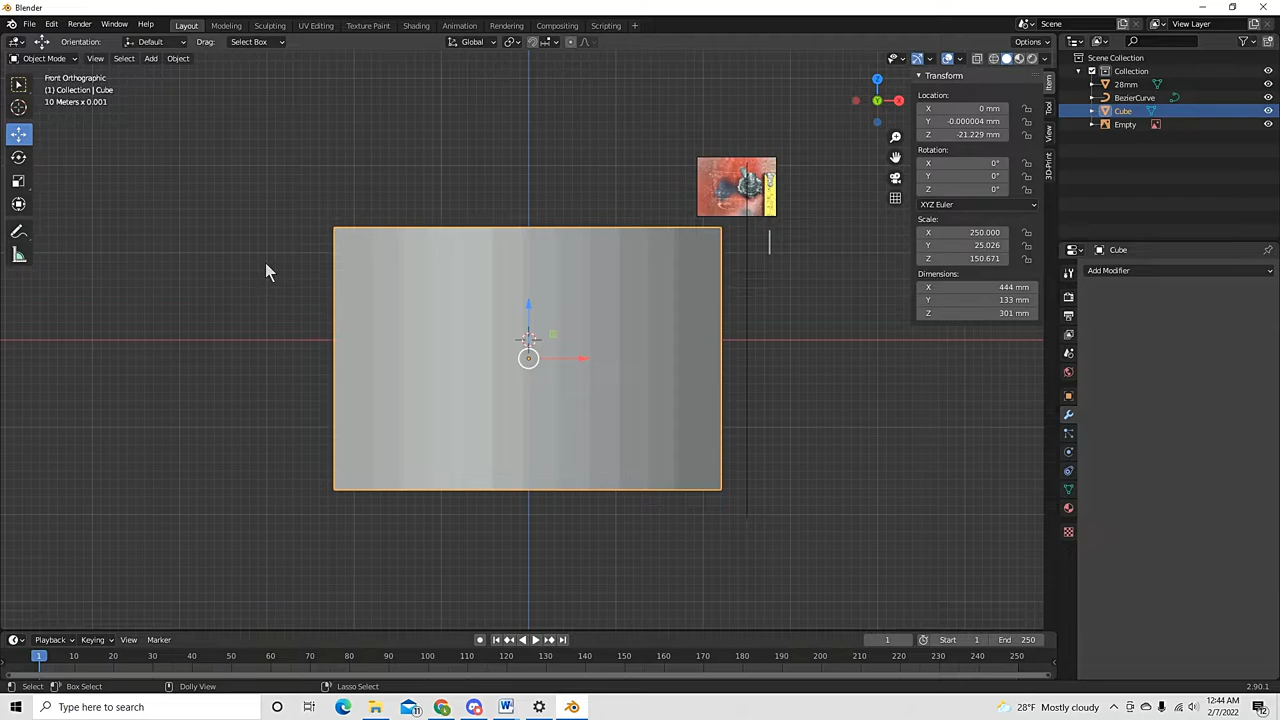 Blender
File Edit Render Window Help Layout Modeling Sculpting UV Editing Texture Paint Shading Animation Rendering Compositing Scripting + Scene View Layer
Orientation: Default Drag: Select Box Global Options
Object Mode View Select Add Object
Front Orthographic
(1) Collection | Cube
10 Meters x 0.001
Transform
Location:
X 0 mm
Y -0.000004 mm
Z -21.229 mm
Rotation:
X 0°
Y 0°
Z 0°
XYZ Euler
Scale:
X 250.000
Y 25.026
Z 150.671
Dimensions:
X 444 mm
Y 133 mm
Z 301 mm
Item
Tool
View
3D-Print
Z
Y
X
Scene Collection
Collection
28mm
BezierCurve
Cube
Empty
Cube
Add Modifier
Playback Keying View Marker 1 Start 1 End 250
1 10 20 30 40 50 60 70 80 90 100 110 120 130 140 150 160 170 180 190 200 210 220 230 240 250
Select Box Select Dolly View Lasso Select 2.90.1
Type here to search 11 28°F Mostly cloudy 12:44 AM
2/7/2022